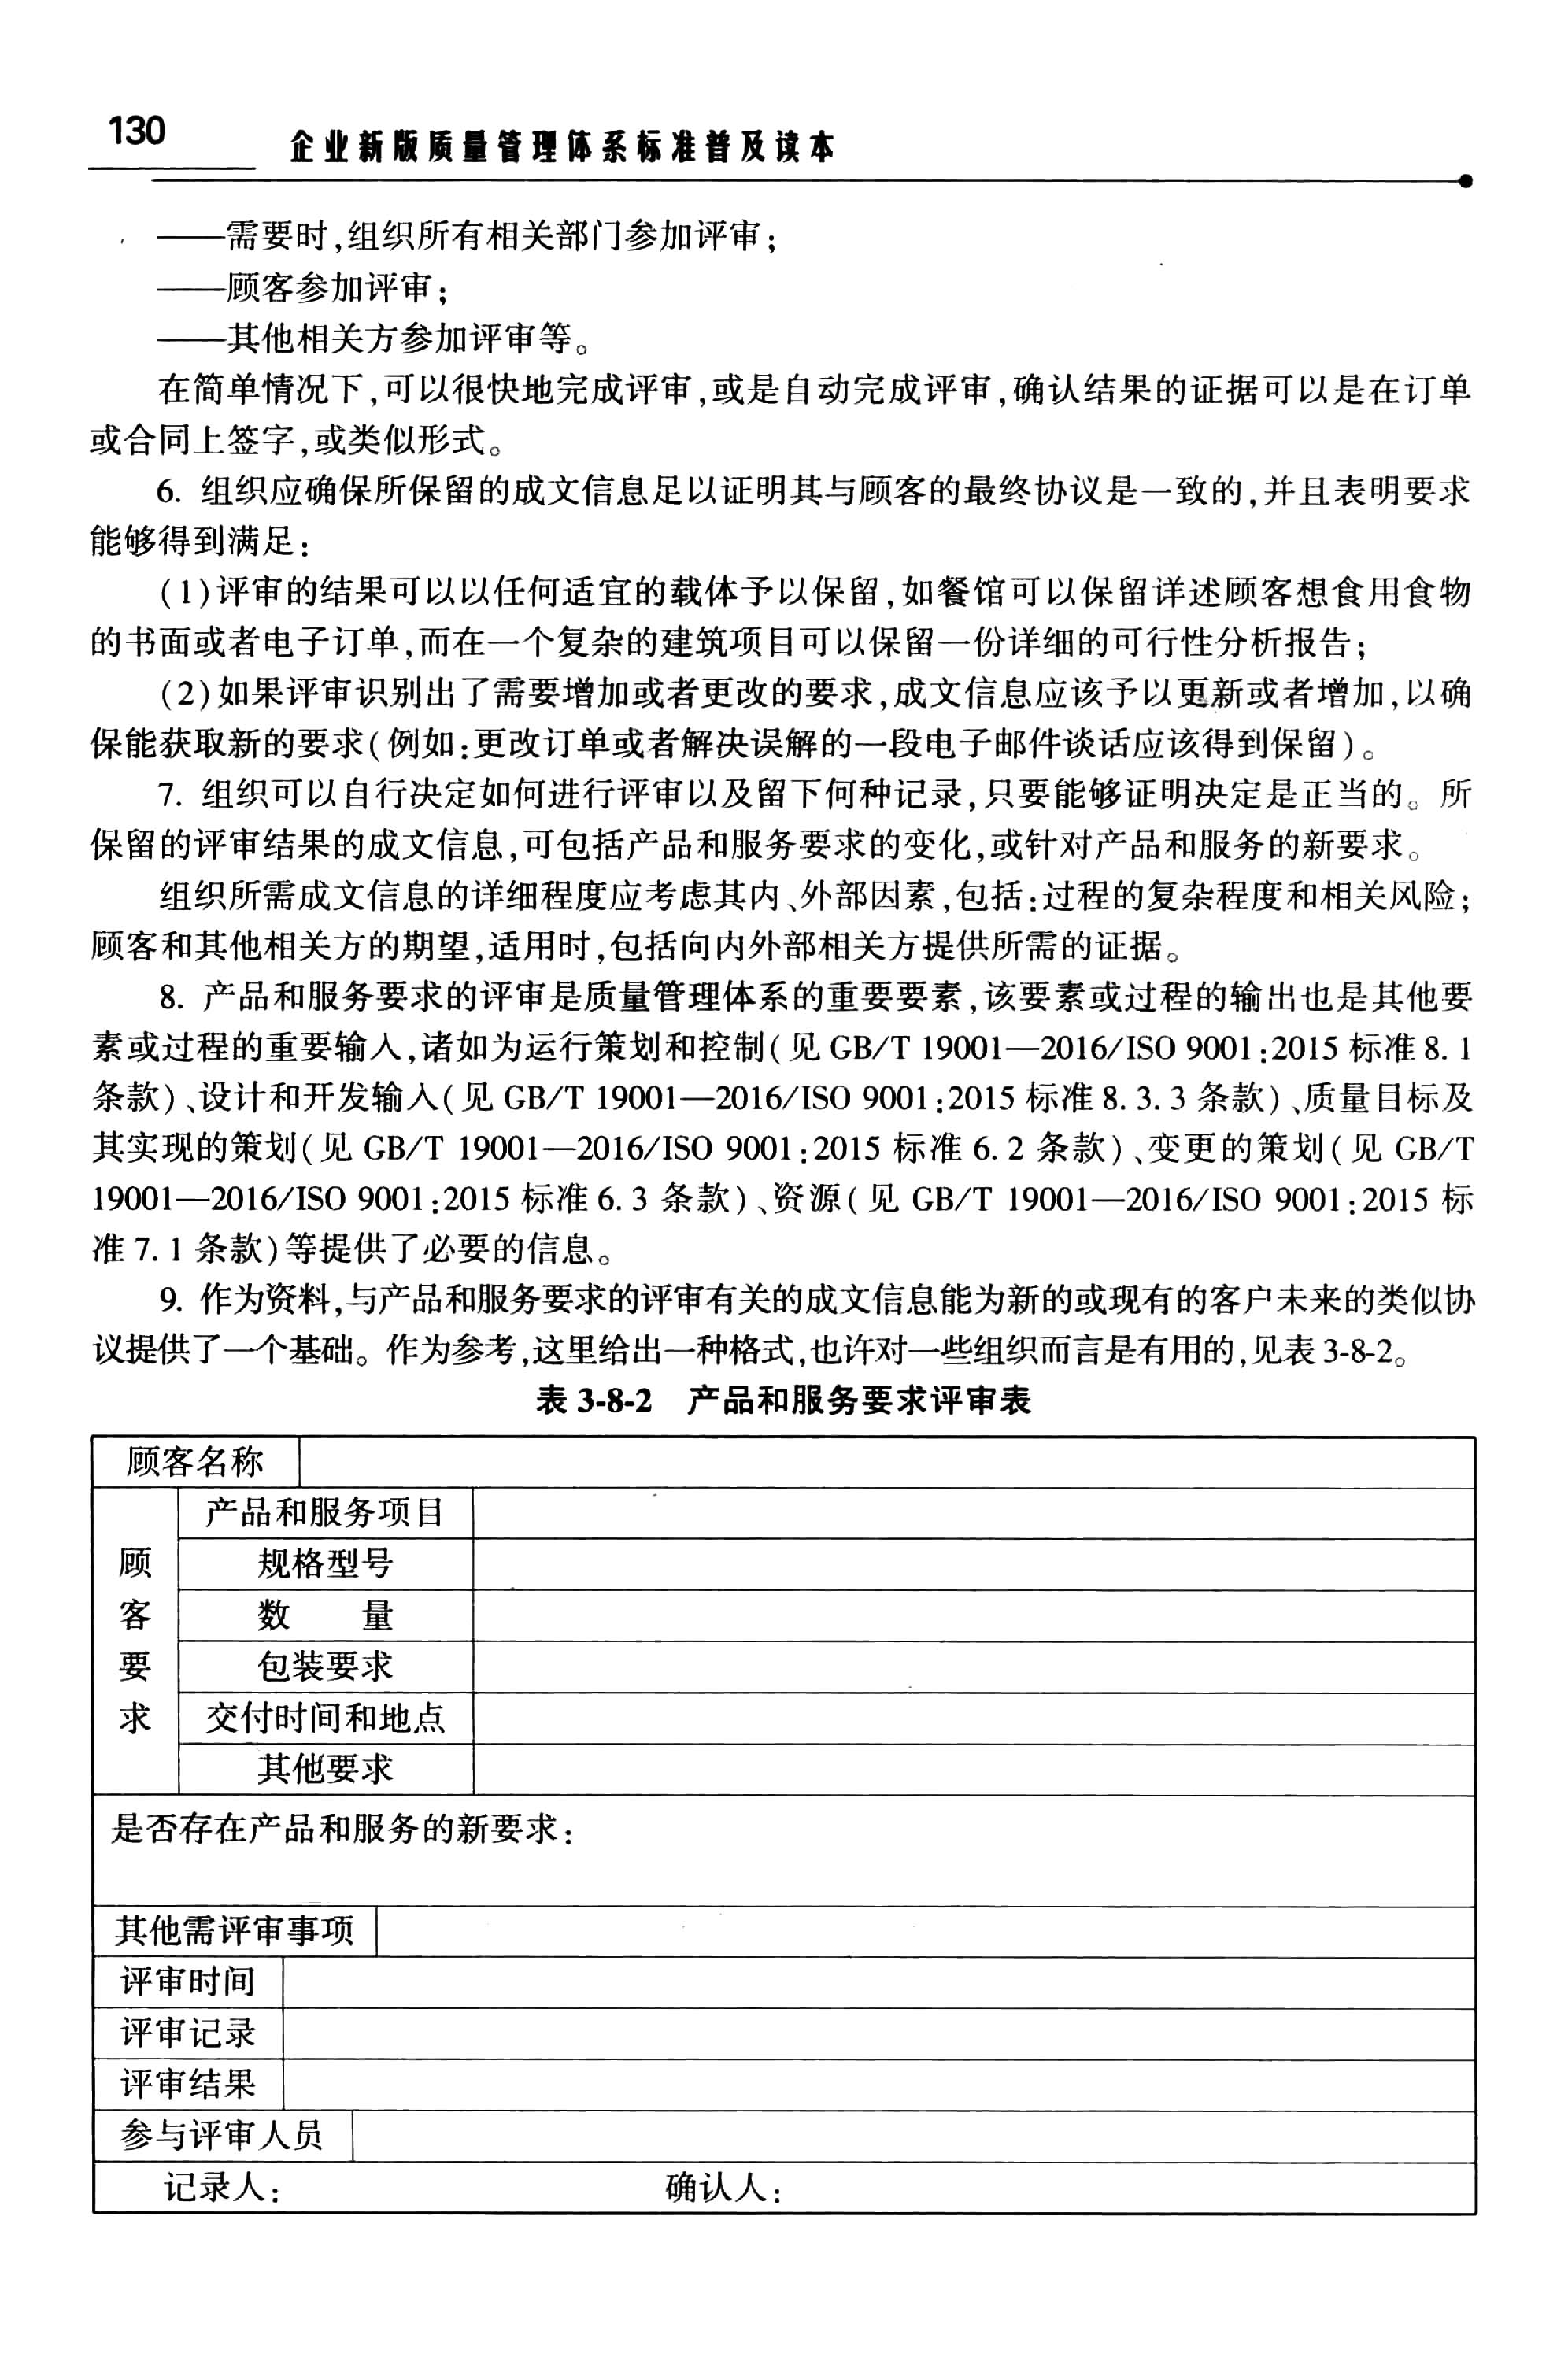 130
企业新版质量管理体系标准普及读本
——需要时,组织所有相关部门参加评审;
——顾客参加评审;
——其他相关方参加评审等。
在简单情况下,可以很快地完成评审,或是自动完成评审,确认结果的证据可以是在订单
或合同上签字,或类似形式。
6. 组织应确保所保留的成文信息足以证明其与顾客的最终协议是一致的,并且表明要求
能够得到满足:
(1)评审的结果可以以任何适宜的载体予以保留,如餐馆可以保留详述顾客想食用食物
的书面或者电子订单,而在一个复杂的建筑项目可以保留一份详细的可行性分析报告;
(2)如果评审识别出了需要增加或者更改的要求,成文信息应该予以更新或者增加,以确
保能获取新的要求(例如:更改订单或者解决误解的一段电子邮件谈话应该得到保留)。
7. 组织可以自行决定如何进行评审以及留下何种记录,只要能够证明决定是正当的。所
保留的评审结果的成文信息,可包括产品和服务要求的变化,或针对产品和服务的新要求。
组织所需成文信息的详细程度应考虑其内、外部因素,包括:过程的复杂程度和相关风险;
顾客和其他相关方的期望,适用时,包括向内外部相关方提供所需的证据。
8. 产品和服务要求的评审是质量管理体系的重要要素,该要素或过程的输出也是其他要
素或过程的重要输入,诸如为运行策划和控制(见 GB/T 19001—2016/ISO 9001:2015 标准8. 1
条款)、设计和开发输入(见 GB/T 19001—2016/ISO 9001:2015 标准 8. 3. 3 条款)、质量目标及
其实现的策划(见 GB/T 19001—2016/ISO 9001:2015 标准 6. 2 条款)、变更的策划(见 GB/T
19001—2016/ISO 9001:2015 标准 6. 3 条款)、资源(见 GB/T 19001—2016/ISO 9001:2015 标
准 7. 1 条款)等提供了必要的信息。
9. 作为资料,与产品和服务要求的评审有关的成文信息能为新的或现有的客户未来的类似协
议提供了一个基础。作为参考,这里给出一种格式,也许对一些组织而言是有用的,见表 3-8-2。
表 3-8-2 产品和服务要求评审表
顾客名称
顾客要求
产品和服务项目
规格型号
数 量
包装要求
交付时间和地点
其他要求
是否存在产品和服务的新要求:
其他需评审事项
评审时间
评审记录
评审结果
参与评审人员
记录人: 确认人: